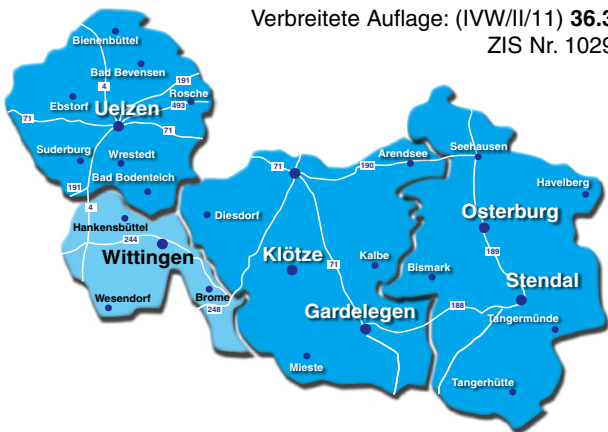 Verbreitete Auflage: (IVW/II/11) 36.3
ZIS Nr. 1029
Bienenbüttel
Bad Bevensen
191
4
Rosche
Ebstorf
493
Uelzen
71
71
Suderburg
Wrestedt
191
Bad Bodenteich
4
Hankensbüttel
244
Wittingen
Wesendorf
Brome
248
Diesdorf
71
190
Arendsee
Seehausen
Havelberg
Osterburg
189
Klötze
71
Kalbe
Bismark
Stendal
Gardelegen
188
Tangermünde
Mieste
Tangerhütte